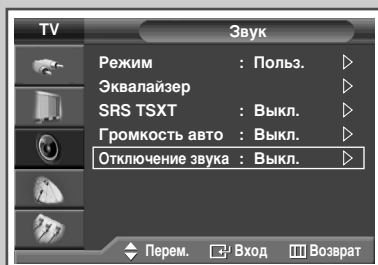 TV Звук
Режим : Польз.
Эквалайзер
SRS TSXT : Выкл.
Громкость авто : Выкл.
Отключение звука : Выкл.
Перем. Вход Возврат